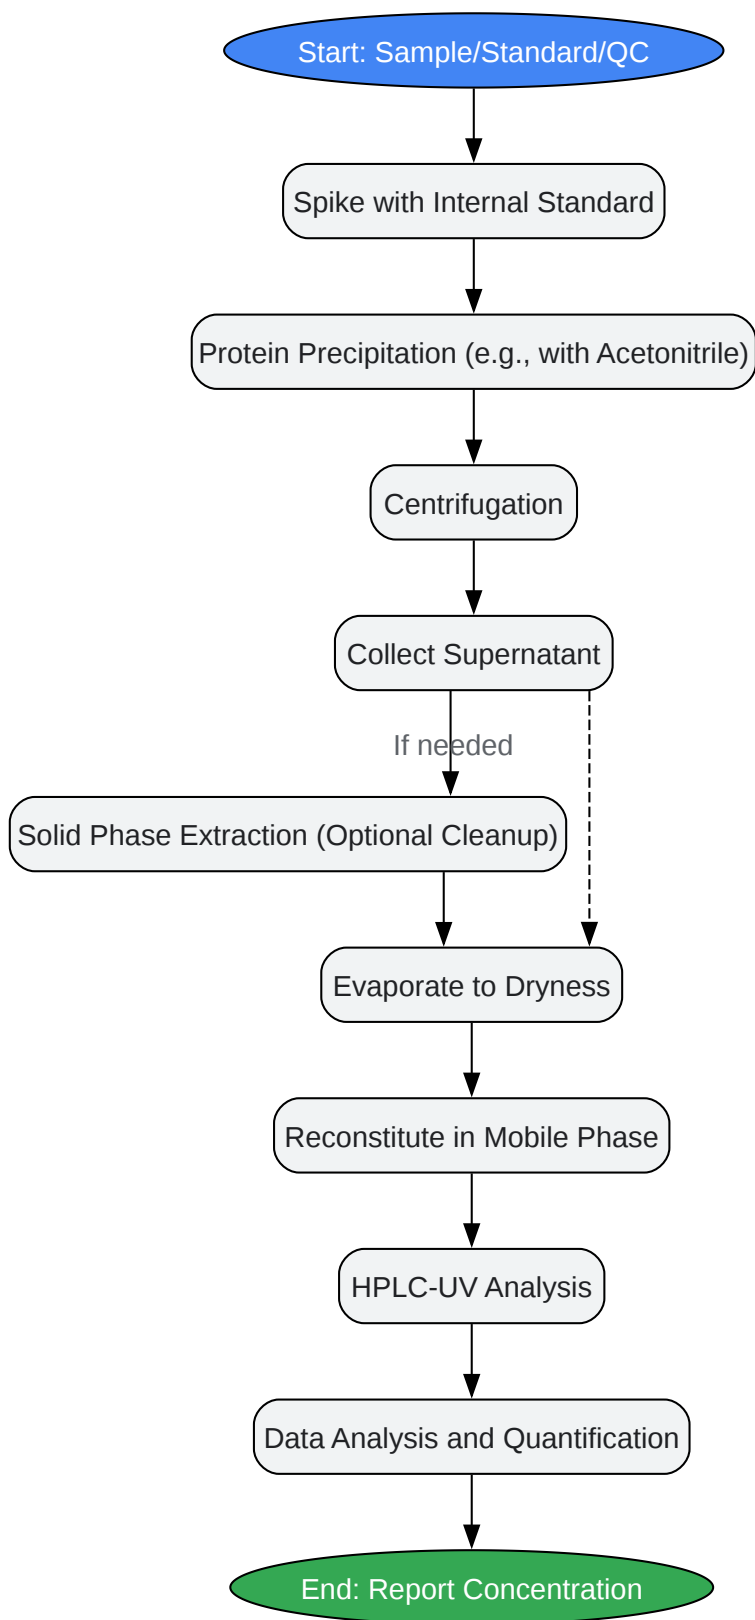 Start: Sample/Standard/QC
Spike with Internal Standard
Protein Precipitation (e.g., with Acetonitrile)
Centrifugation
Collect Supernatant
If needed
Solid Phase Extraction (Optional Cleanup)
Evaporate to Dryness
Reconstitute in Mobile Phase
HPLC-UV Analysis
Data Analysis and Quantification
End: Report Concentration